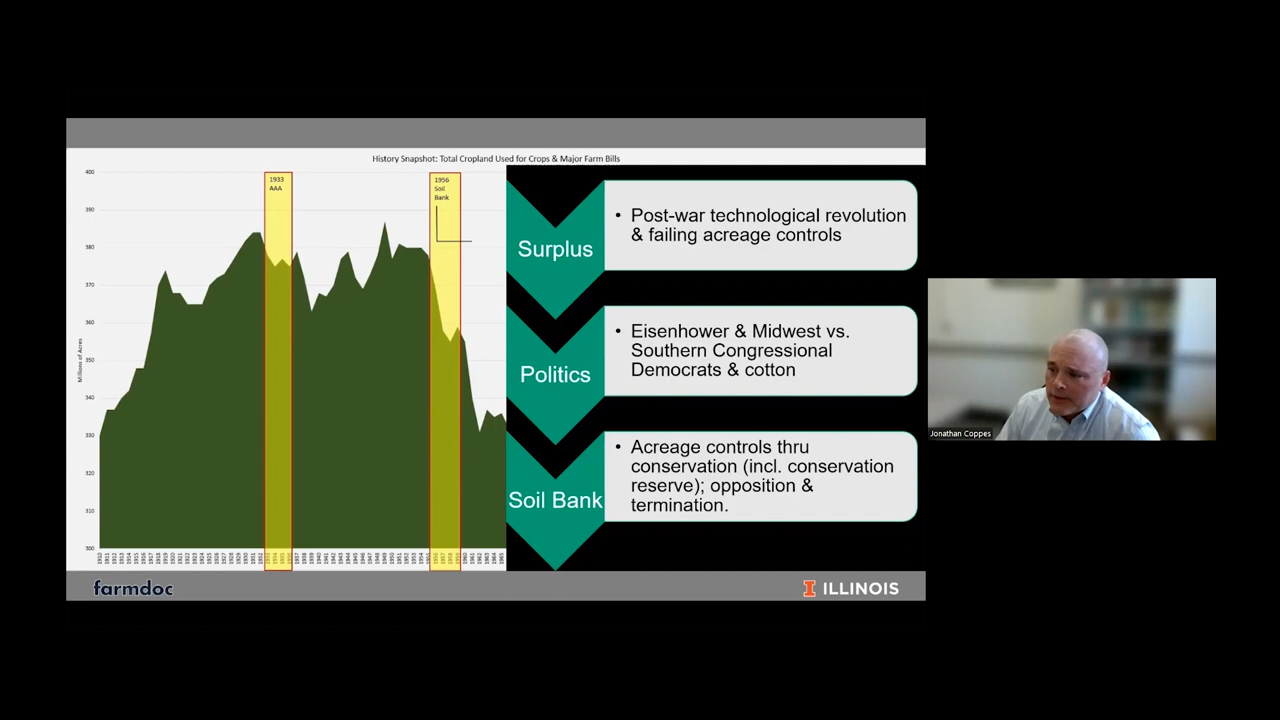 History Snapshot: Total Cropland Used for Crops & Major Farm Bills
Millions of Acres
400
390
380
370
360
350
340
330
320
310
300
1933
AAA
1956
Soil
Bank
Surplus
• Post-war technological revolution
& failing acreage controls
Politics
• Eisenhower & Midwest vs.
Southern Congressional
Democrats & cotton
Soil Bank
• Acreage controls thru
conservation (incl. conservation
reserve); opposition &
termination.
farmdoc
I ILLINOIS
Jonathan Coppes